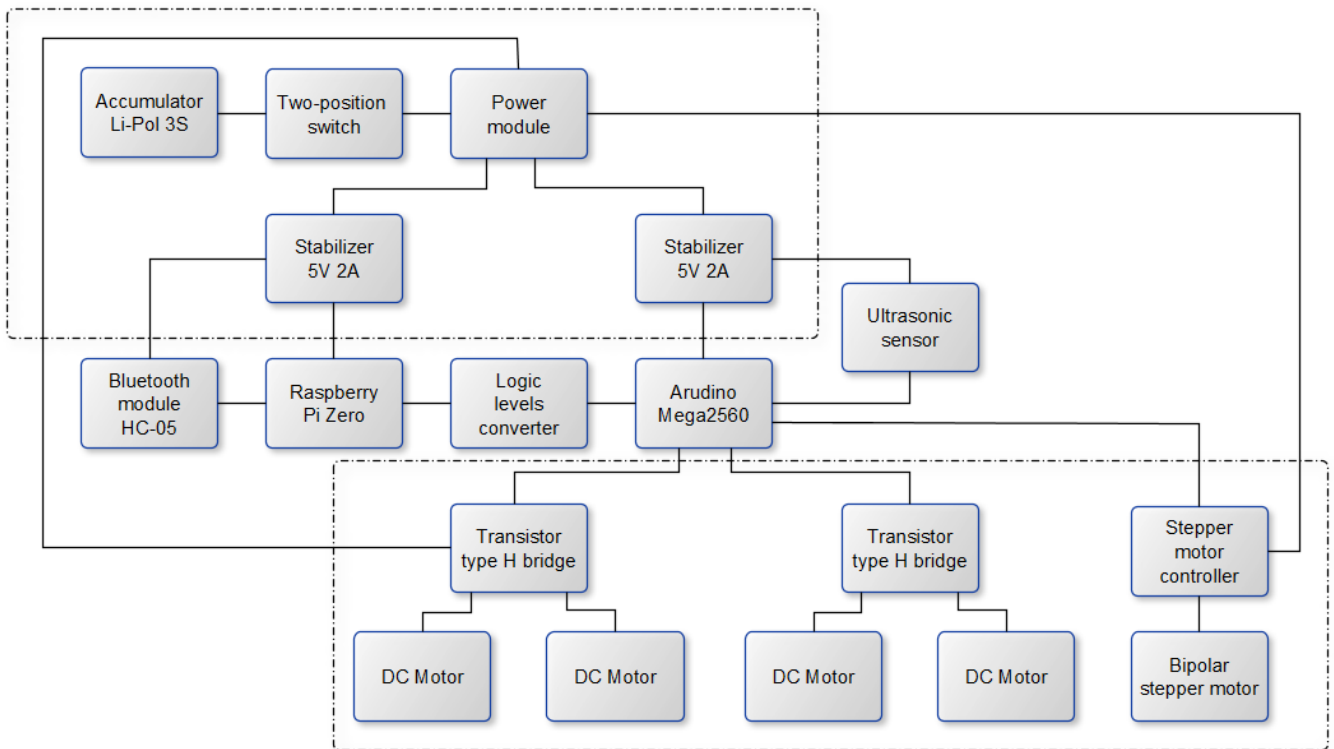 Accumulator
Li-Pol 3S
Two-position
switch
Power
module
Stabilizer
5V 2A
Stabilizer
5V 2A
Ultrasonic
sensor
Bluetooth
module
HC-05
Raspberry
Pi Zero
Logic
levels
converter
Arudino
Mega2560
Transistor
type H bridge
Transistor
type H bridge
Stepper
motor
controller
DC Motor
DC Motor
DC Motor
DC Motor
Bipolar
stepper motor